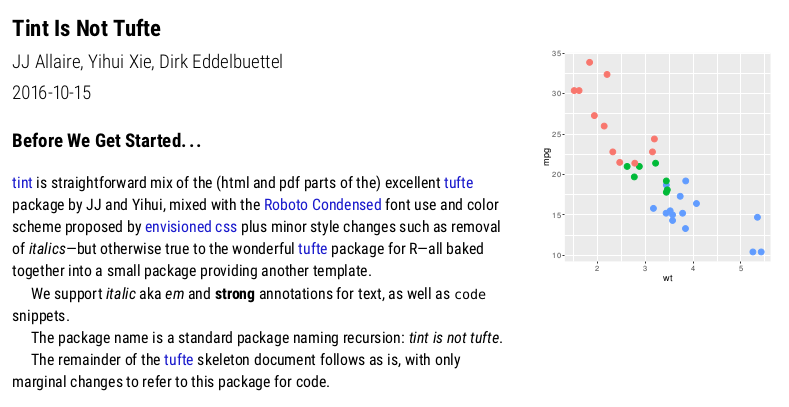 Tint Is Not Tufte
JJ Allaire, Yihui Xie, Dirk Eddelbuettel
2016-10-15
Before We Get Started...
tint is straightforward mix of the (html and pdf parts of the) excellent tufte
package by JJ and Yihui, mixed with the Roboto Condensed font use and color
scheme proposed by envisioned css plus minor style changes such as removal
of italics—but otherwise true to the wonderful tufte package for R—all baked
together into a small package providing another template.
We support italic aka em and strong annotations for text, as well as code
snippets.
The package name is a standard package naming recursion: tint is not tufte.
The remainder of the tufte skeleton document follows as is, with only
marginal changes to refer to this package for code.
35
30
25
20
15
10
mpg
2 3 4 5
wt